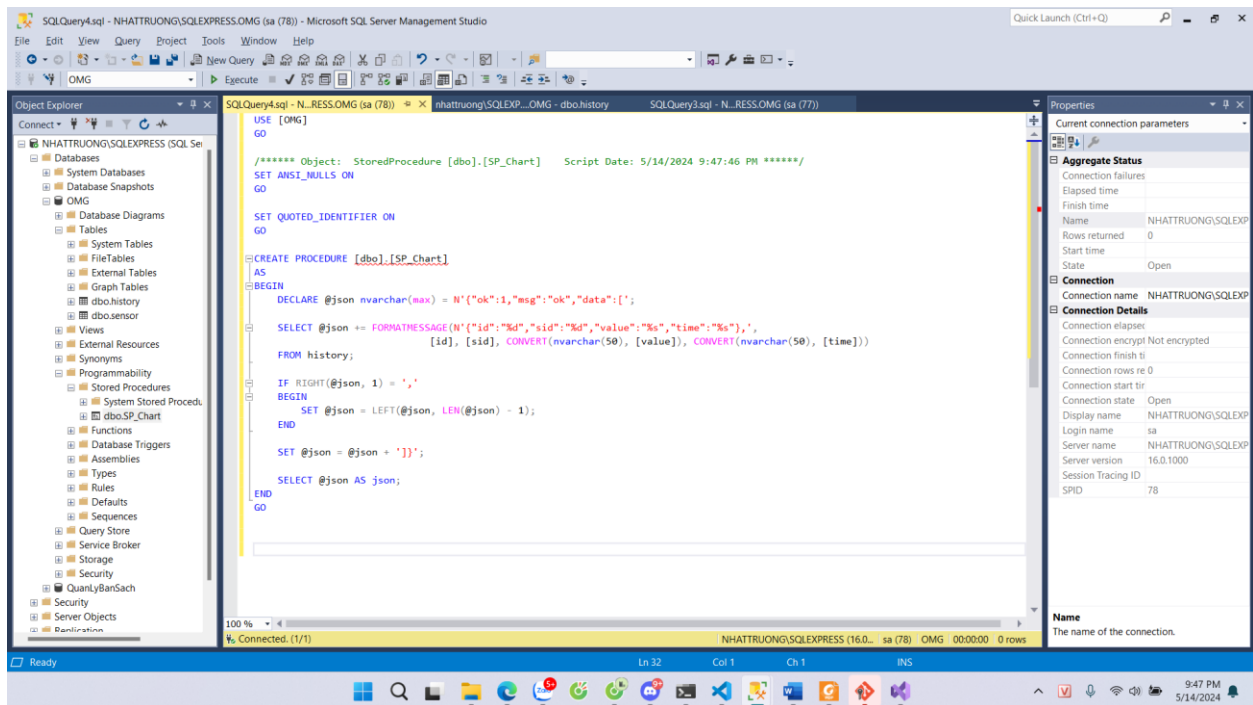 SQLQuery4.sql - NHATTRUONG\SQLEXPRESS.OMG (sa (78)) - Microsoft SQL Server Management Studio
Quick Launch (Ctrl+Q)
File Edit View Query Project Tools Window Help
New Query
OMG
Execute
Object Explorer
Connect
NHATTRUONG\SQLEXPRESS (SQL Se
Databases
System Databases
Database Snapshots
OMG
Database Diagrams
Tables
System Tables
FileTables
External Tables
Graph Tables
dbo.history
dbo.sensor
Views
External Resources
Synonyms
Programmability
Stored Procedures
System Stored Procedu
dbo.SP_Chart
Functions
Database Triggers
Assemblies
Types
Rules
Defaults
Sequences
Query Store
Service Broker
Storage
Security
QuanLyBanSach
Security
Server Objects
Replication
SQLQuery4.sql - N...RESS.OMG (sa (78)) nhattruong\SQLEXP....OMG - dbo.history SQLQuery3.sql - N...RESS.OMG (sa (77))
USE [OMG]
GO
/****** Object: StoredProcedure [dbo].[SP_Chart] Script Date: 5/14/2024 9:47:46 PM ******/
SET ANSI_NULLS ON
GO
SET QUOTED_IDENTIFIER ON
GO
CREATE PROCEDURE [dbo].[SP_Chart]
AS
BEGIN
DECLARE @json nvarchar(max) = N'{"ok":1,"msg":"ok","data":[';
SELECT @json += FORMATMESSAGE(N'{"id":"%d","sid":"%d","value":"%s","time":"%s"},',
[id], [sid], CONVERT(nvarchar(50), [value]), CONVERT(nvarchar(50), [time]))
FROM history;
IF RIGHT(@json, 1) = ','
BEGIN
SET @json = LEFT(@json, LEN(@json) - 1);
END
SET @json = @json + ']}';
SELECT @json AS json;
END
GO
100 %
Connected. (1/1)
NHATTRUONG\SQLEXPRESS (16.0... sa (78) OMG 00:00:00 0 rows
Properties
Current connection parameters
Aggregate Status
Connection failures
Elapsed time
Finish time
Name NHATTRUONG\SQLEXP
Rows returned 0
Start time
State Open
Connection
Connection name NHATTRUONG\SQLEXP
Connection Details
Connection elapsed
Connection encrypt Not encrypted
Connection finish ti
Connection rows re 0
Connection start tir
Connection state Open
Display name NHATTRUONG\SQLEXP
Login name sa
Server name NHATTRUONG\SQLEXP
Server version 16.0.1000
Session Tracing ID
SPID 78
Name
The name of the connection.
Ready
Ln 32 Col 1 Ch 1 INS
9:47 PM
5/14/2024